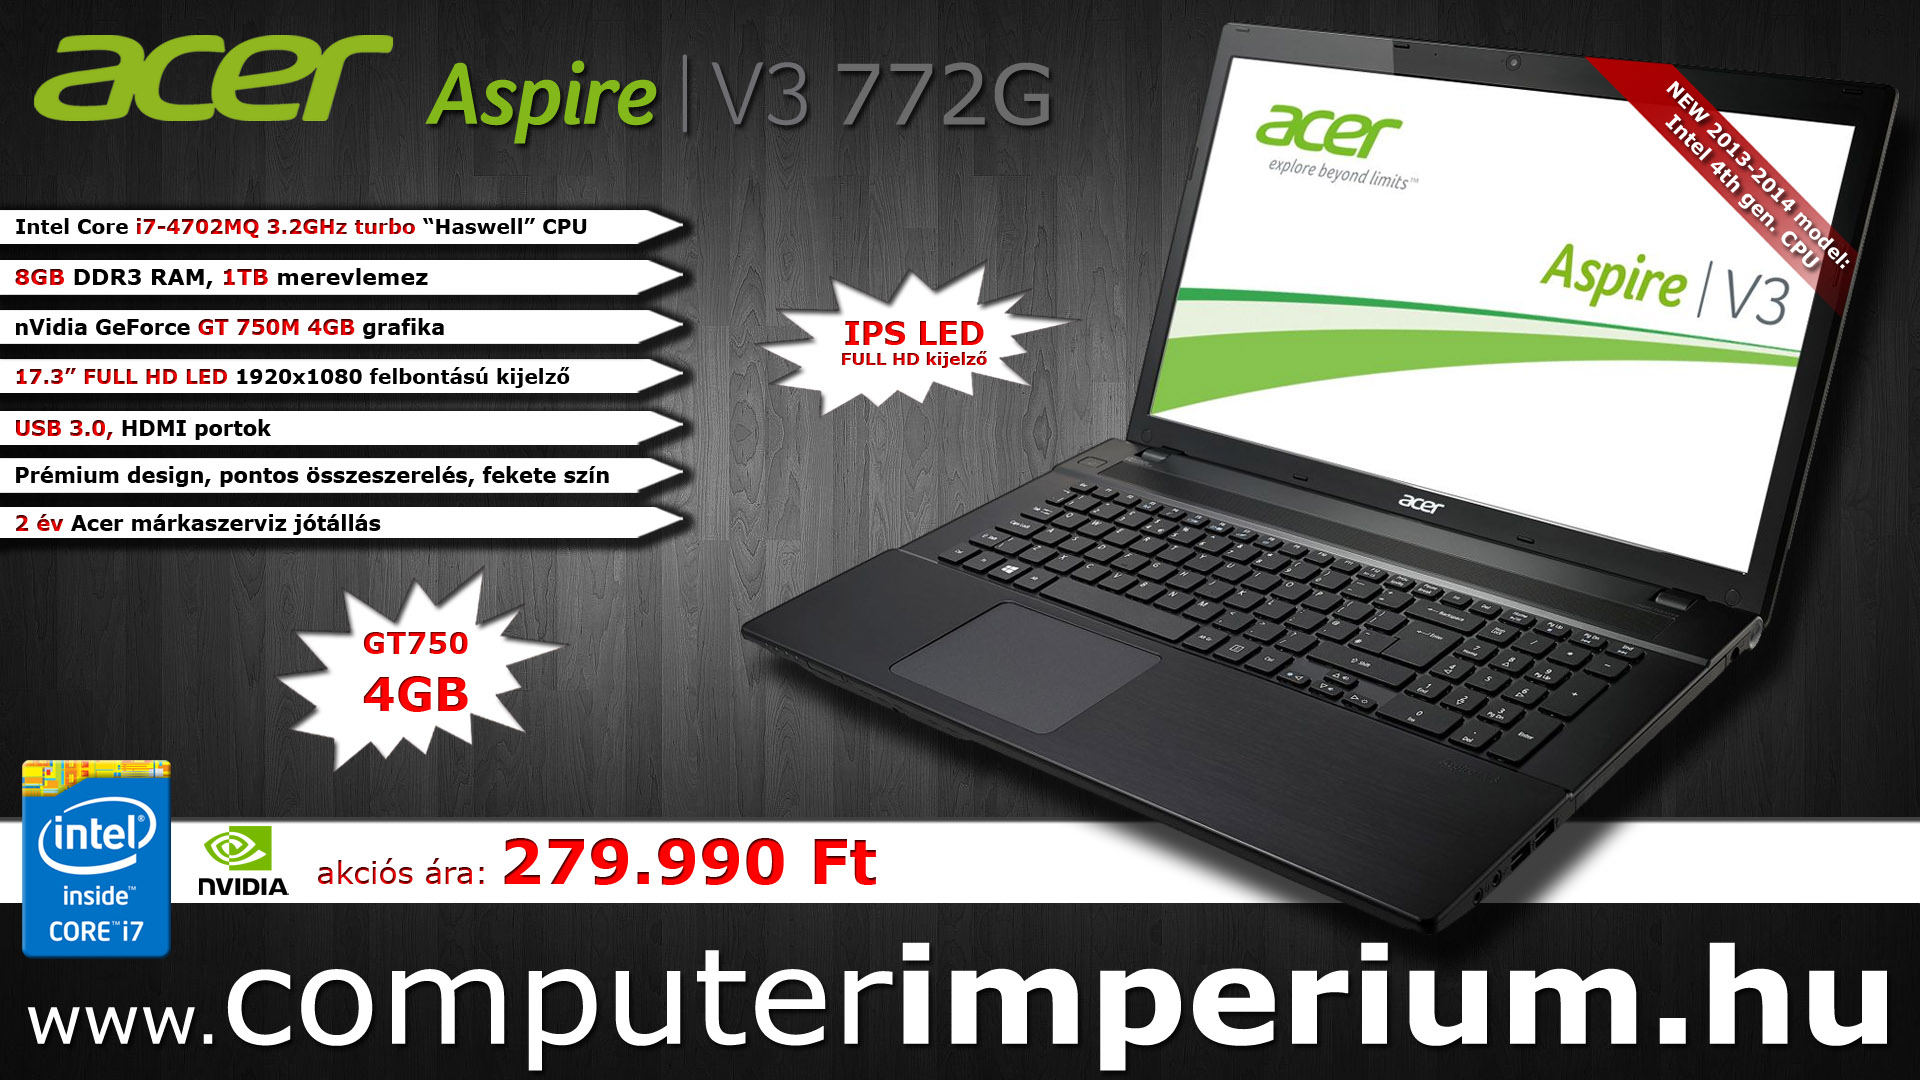 acer Aspire | V3 772G
Intel Core i7-4702MQ 3.2GHz turbo “Haswell” CPU
8GB DDR3 RAM, 1TB merevlemez
nVidia GeForce GT 750M 4GB grafika
17.3” FULL HD LED 1920x1080 felbontású kijelző
USB 3.0, HDMI portok
Prémium design, pontos összeszerelés, fekete szín
2 év Acer márkaszerviz jótállás
IPS LED
FULL HD kijelző
GT750
4GB
acer
explore beyond limits™
Aspire | V3
NEW 2013-2014 model:
Intel 4th gen. CPU
acer
intel®
inside™
CORE™ i7
NVIDIA
akciós ára: 279.990 Ft
www.computerimperium.hu